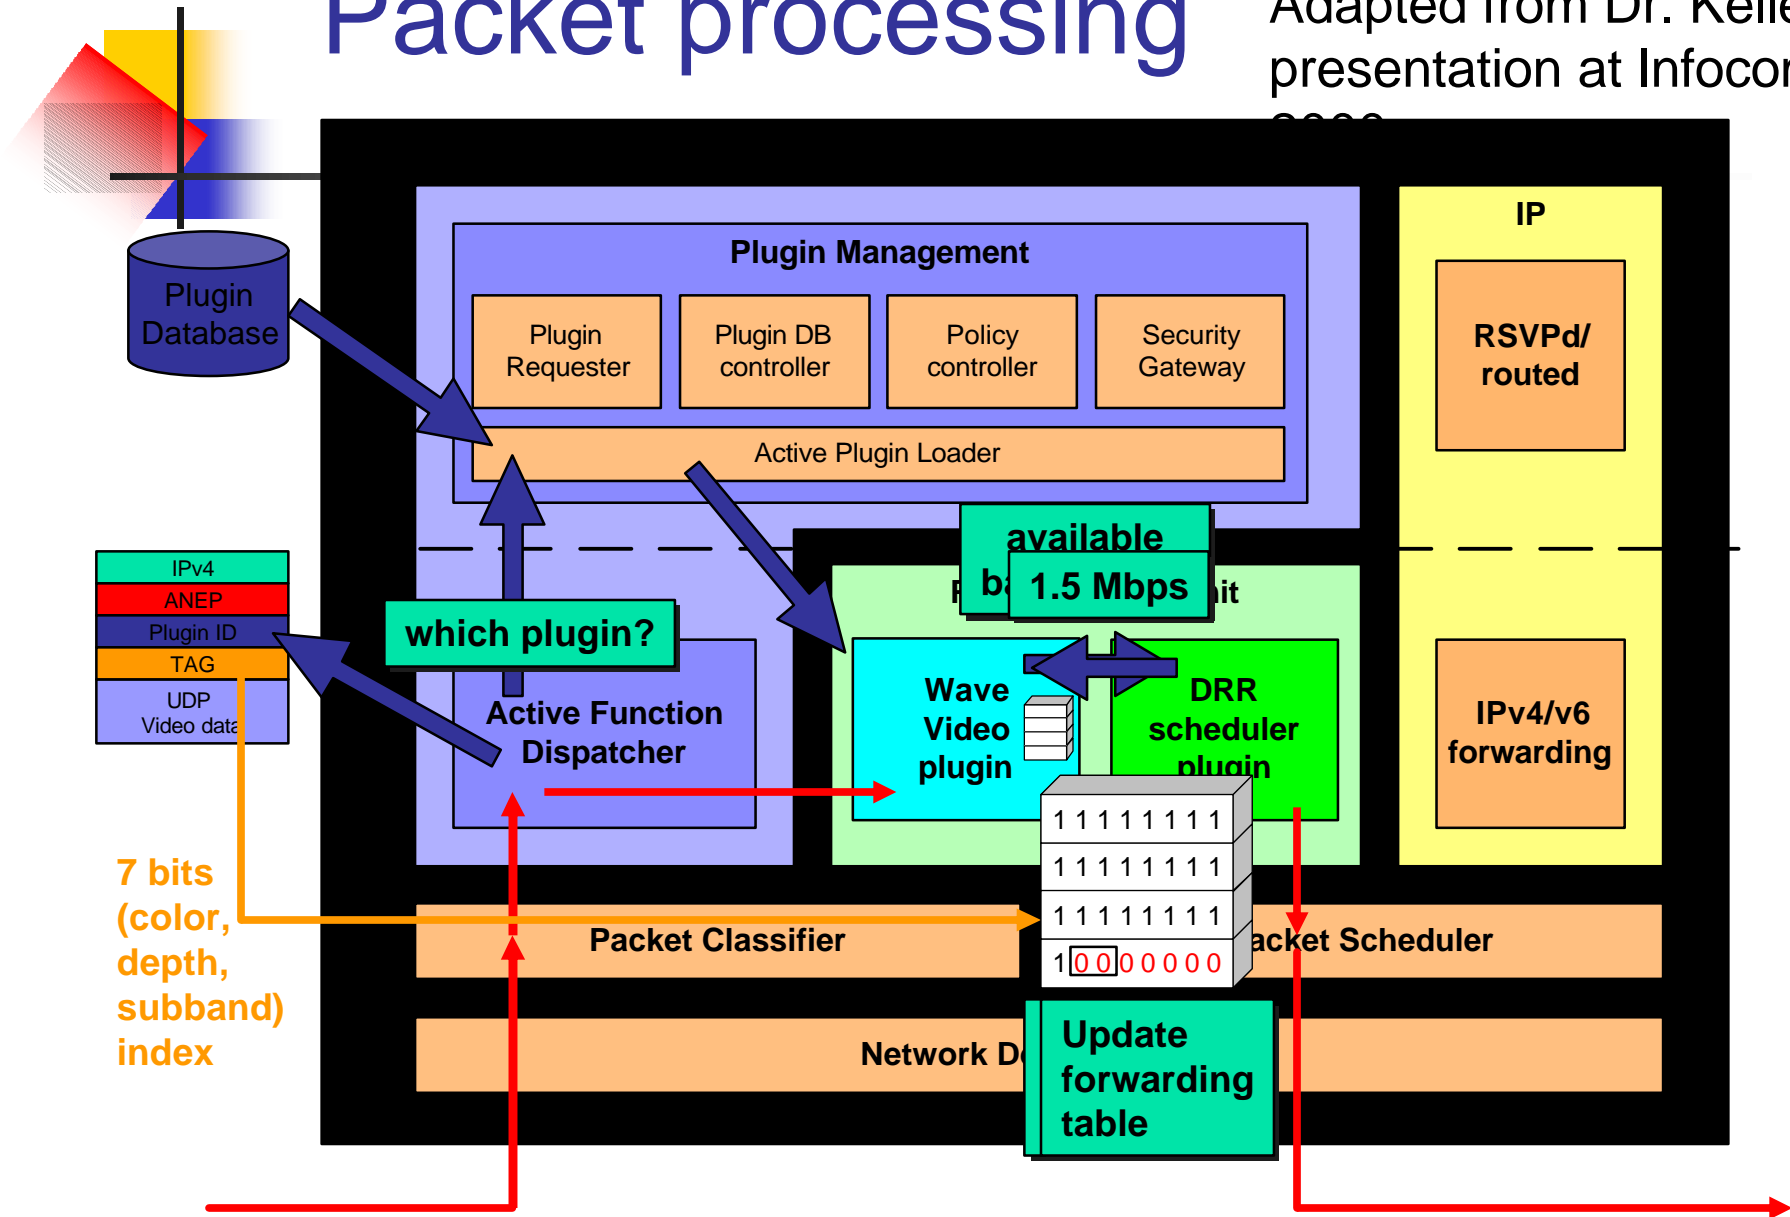 Packet processing
Adapted from Dr. Kelle
presentation at Infocom
IP
Plugin Management
Plugin
Database
Plugin
Requester
Plugin DB
controller
Policy
controller
Security
Gateway
RSVPd/
routed
Active Plugin Loader
available
1.5 Mbps
IPv4
ANEP
Plugin ID
TAG
UDP
Video data
which plugin?
Active Function
Dispatcher
Wave
Video
plugin
DRR
scheduler
plugin
IPv4/v6
forwarding
1 1 1 1 1 1 1 1
1 1 1 1 1 1 1 1
1 1 1 1 1 1 1 1
1 0 0 0 0 0 0 0
7 bits
(color,
depth,
subband)
index
Packet Classifier
acket Scheduler
Network D
Update
forwarding
table